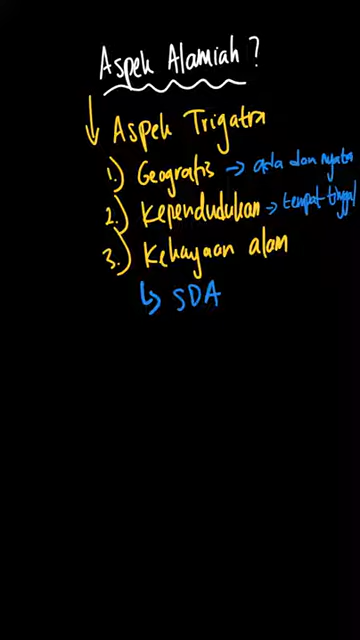 Aspek Alamiah?
Aspek Trigatra
1.) Geografis → ada dan nyata
2.) Kependudukan → tempat tinggal
3.) Kekayaan alam
↳ SDA